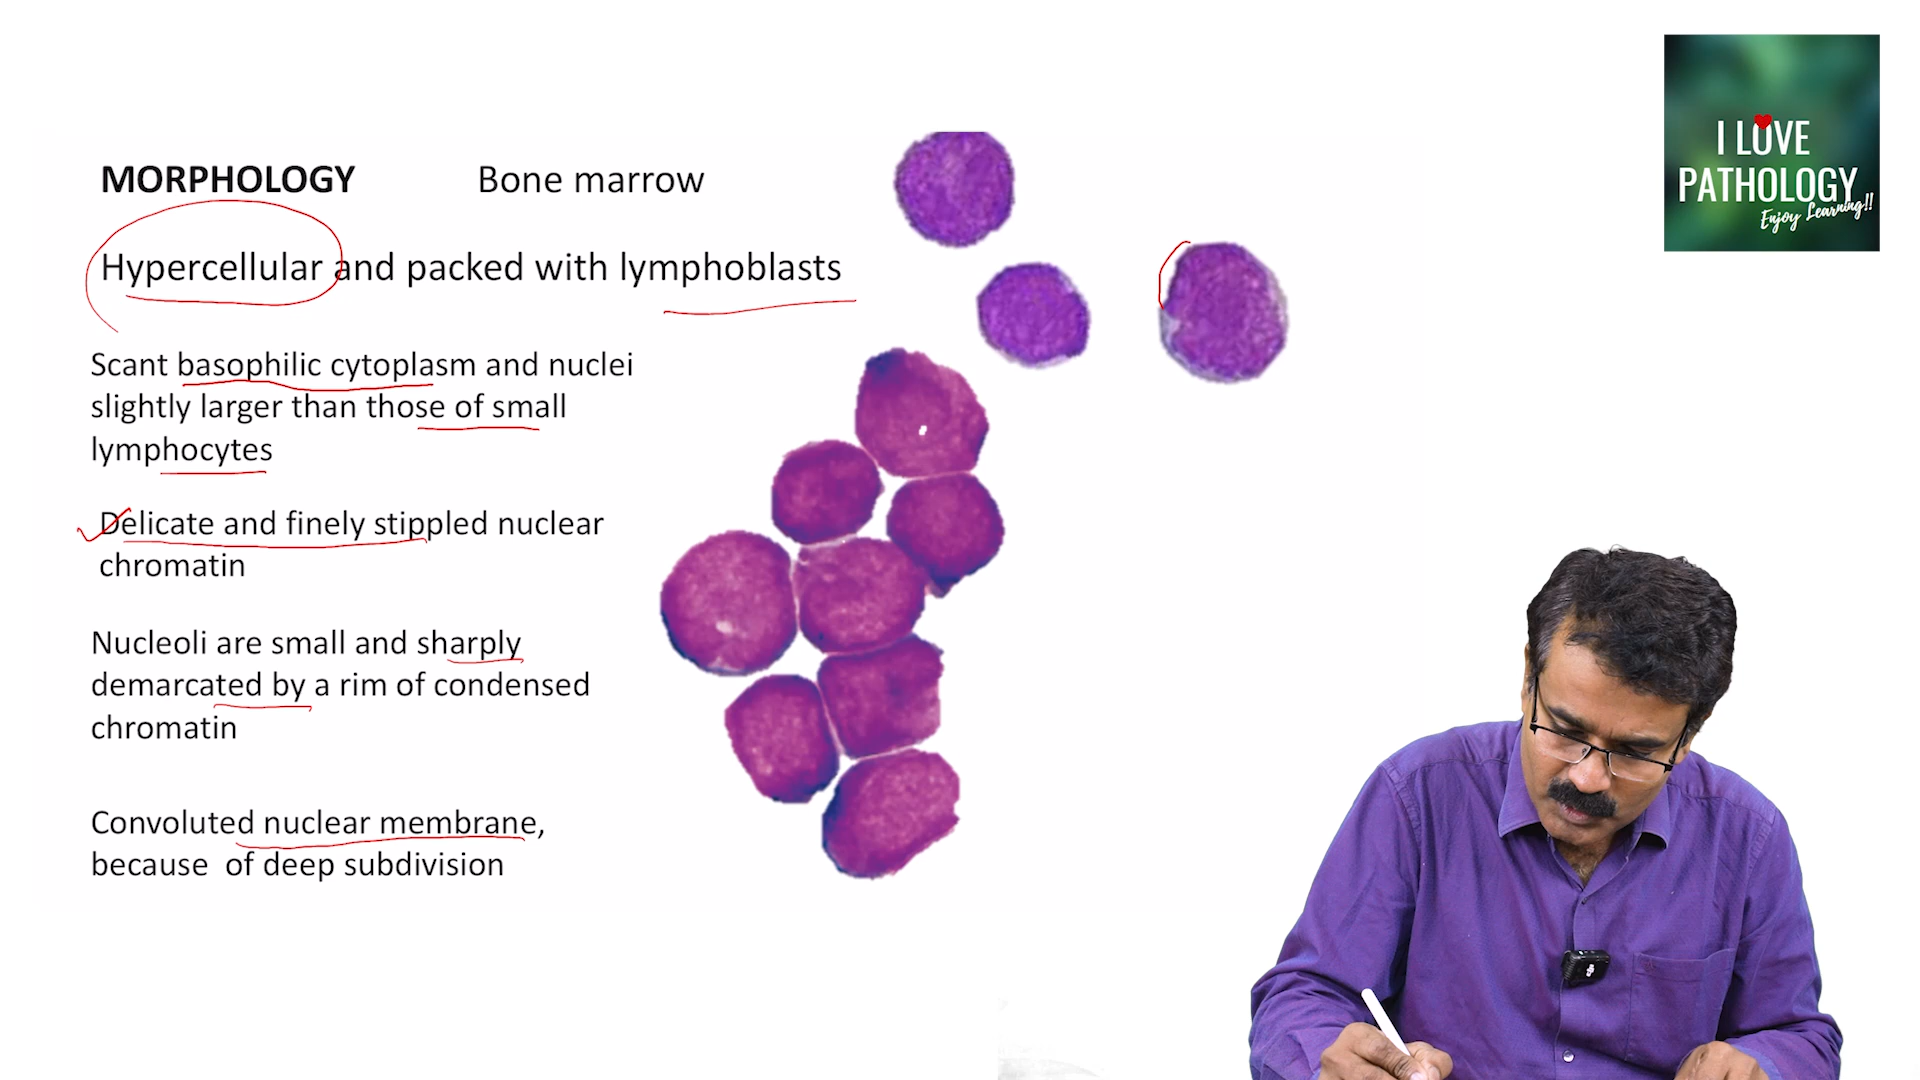 MORPHOLOGY
Bone marrow
Hypercellular and packed with lymphoblasts
Scant basophilic cytoplasm and nuclei
slightly larger than those of small
lymphocytes
Delicate and finely stippled nuclear
chromatin
Nucleoli are small and sharply
demarcated by a rim of condensed
chromatin
Convoluted nuclear membrane,
because of deep subdivision
I LOVE
PATHOLOGY
Enjoy Learning!!
dji